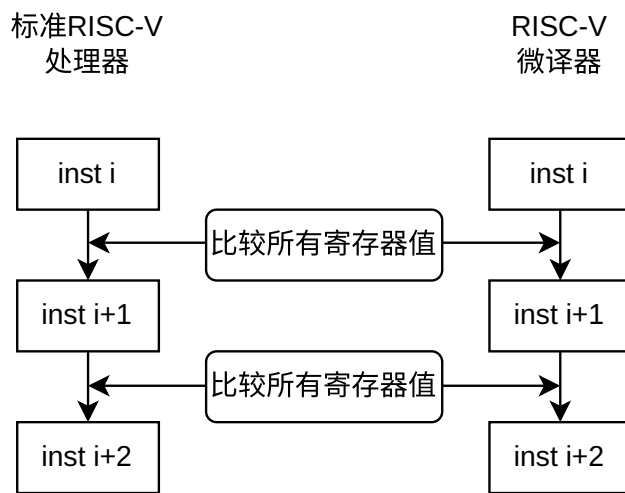 标准RISC-V
处理器
RISC-V
微译器
inst i
inst i
比较所有寄存器值
inst i+1
inst i+1
比较所有寄存器值
inst i+2
inst i+2